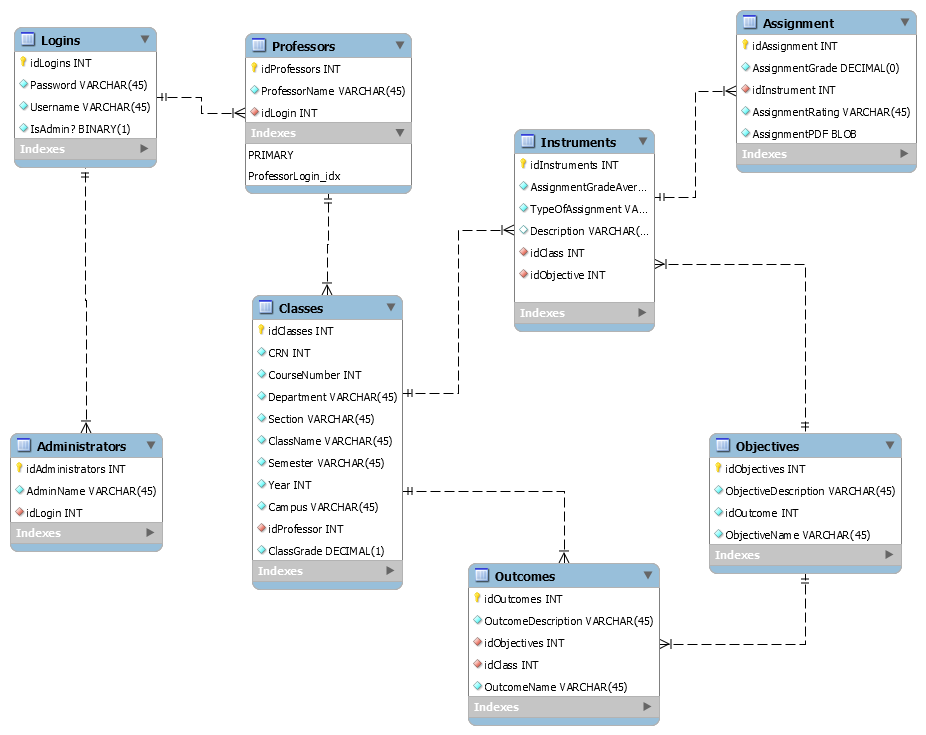 Logins
idLogins INT
Password VARCHAR(45)
Username VARCHAR(45)
IsAdmin? BINARY(1)
Indexes
Professors
idProfessors INT
ProfessorName VARCHAR(45)
idLogin INT
Indexes
PRIMARY
ProfessorLogin_idx
Assignment
idAssignment INT
AssignmentGrade DECIMAL(0)
idInstrument INT
AssignmentRating VARCHAR(45)
AssignmentPDF BLOB
Indexes
Instruments
idInstruments INT
AssignmentGradeAver...
TypeOfAssignment VA...
Description VARCHAR(...
idClass INT
idObjective INT
Indexes
Classes
idClasses INT
CRN INT
CourseNumber INT
Department VARCHAR(45)
Section VARCHAR(45)
ClassName VARCHAR(45)
Semester VARCHAR(45)
Year INT
Campus VARCHAR(45)
idProfessor INT
ClassGrade DECIMAL(1)
Indexes
Administrators
idAdministrators INT
AdminName VARCHAR(45)
idLogin INT
Indexes
Objectives
idObjectives INT
ObjectiveDescription VARCHAR(45)
idOutcome INT
ObjectiveName VARCHAR(45)
Indexes
Outcomes
idOutcomes INT
OutcomeDescription VARCHAR(45)
idObjectives INT
idClass INT
OutcomeName VARCHAR(45)
Indexes